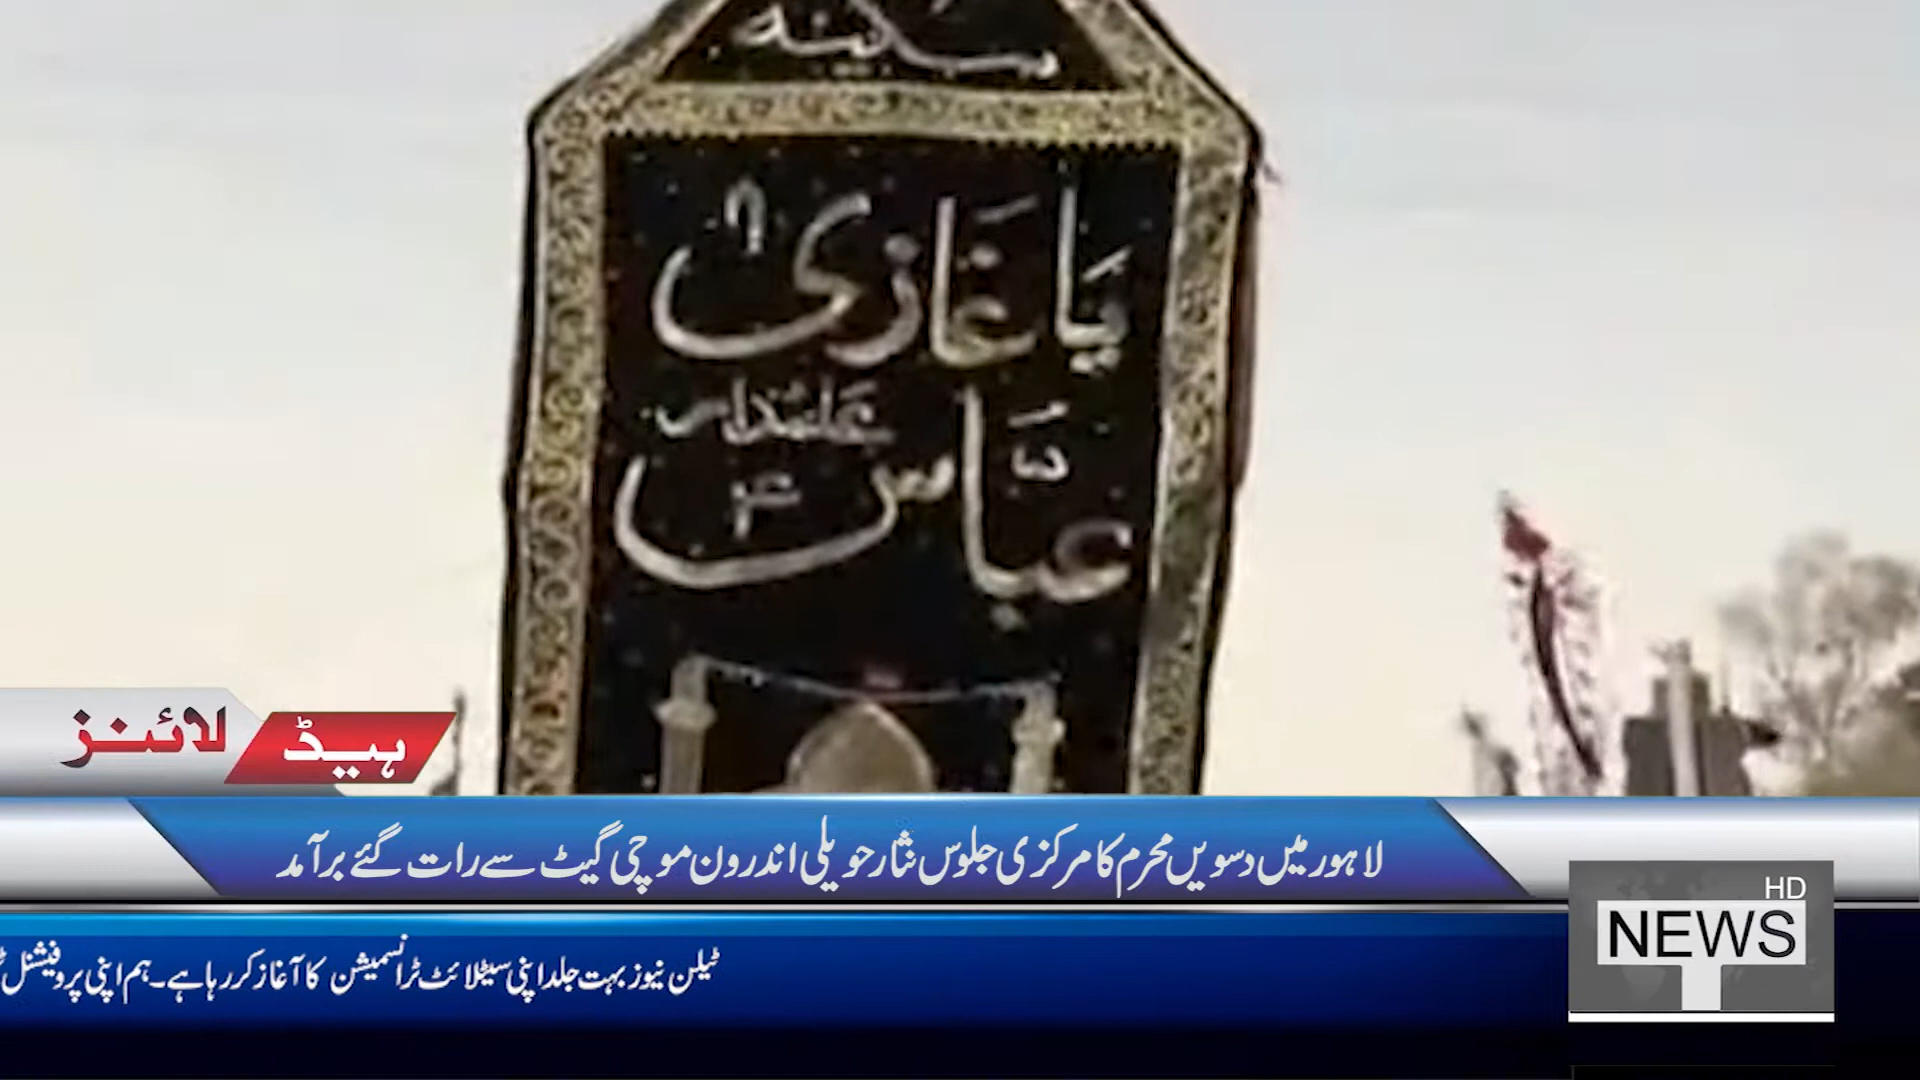 سکینہ
یا غازی
علمدار
عباس
ہیڈ لائنز
لاہور میں دسویں محرم کا مرکزی جلوس نثار حویلی اندرون موچی گیٹ سے رات گئے برآمد
HD
NEWS
T
ٹیلن نیوز بہت جلد اپنی سیٹلائٹ ٹرانسمیشن کا آغاز کر رہا ہے۔ ہم اپنی پروفیشنل